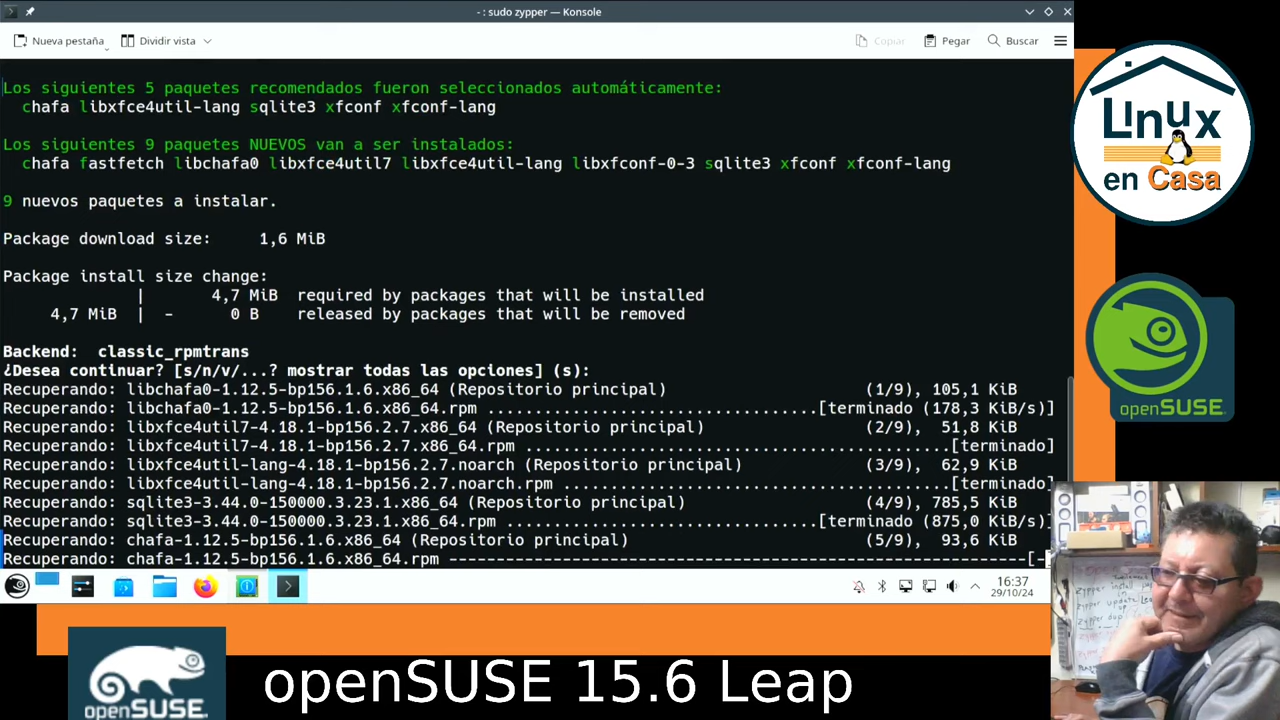 - : sudo zypper — Konsole
Nueva pestaña
Dividir vista
Copiar
Pegar
Buscar
Los siguientes 5 paquetes recomendados fueron seleccionados automáticamente:
chafa libxfce4util-lang sqlite3 xfconf xfconf-lang
Los siguientes 9 paquetes NUEVOS van a ser instalados:
chafa fastfetch libchafa0 libxfce4util7 libxfce4util-lang libxfconf-0-3 sqlite3 xfconf xfconf-lang
9 nuevos paquetes a instalar.
Package download size:     1,6 MiB
Package install size change:
|       4,7 MiB  required by packages that will be installed
4,7 MiB  |  -      0 B    released by packages that will be removed
Backend:  classic_rpmtrans
¿Desea continuar? [s/n/v/...? mostrar todas las opciones] (s):
Recuperando: libchafa0-1.12.5-bp156.1.6.x86_64 (Repositorio principal) (1/9), 105,1 KiB
Recuperando: libchafa0-1.12.5-bp156.1.6.x86_64.rpm ...................................[terminado (178,3 KiB/s)]
Recuperando: libxfce4util7-4.18.1-bp156.2.7.x86_64 (Repositorio principal) (2/9),  51,8 KiB
Recuperando: libxfce4util7-4.18.1-bp156.2.7.x86_64.rpm .............................................[terminado]
Recuperando: libxfce4util-lang-4.18.1-bp156.2.7.noarch (Repositorio principal) (3/9),  62,9 KiB
Recuperando: libxfce4util-lang-4.18.1-bp156.2.7.noarch.rpm .........................................[terminado]
Recuperando: sqlite3-3.44.0-150000.3.23.1.x86_64 (Repositorio principal) (4/9), 785,5 KiB
Recuperando: sqlite3-3.44.0-150000.3.23.1.x86_64.rpm .................................[terminado (875,0 KiB/s)]
Recuperando: chafa-1.12.5-bp156.1.6.x86_64 (Repositorio principal) (5/9),  93,6 KiB
Recuperando: chafa-1.12.5-bp156.1.6.x86_64.rpm -------------------------------------------------------------[-]
16:37
29/10/24
Linux
en Casa
openSUSE
openSUSE
openSUSE 15.6 Leap
zypper install
zypper update
zypper dup